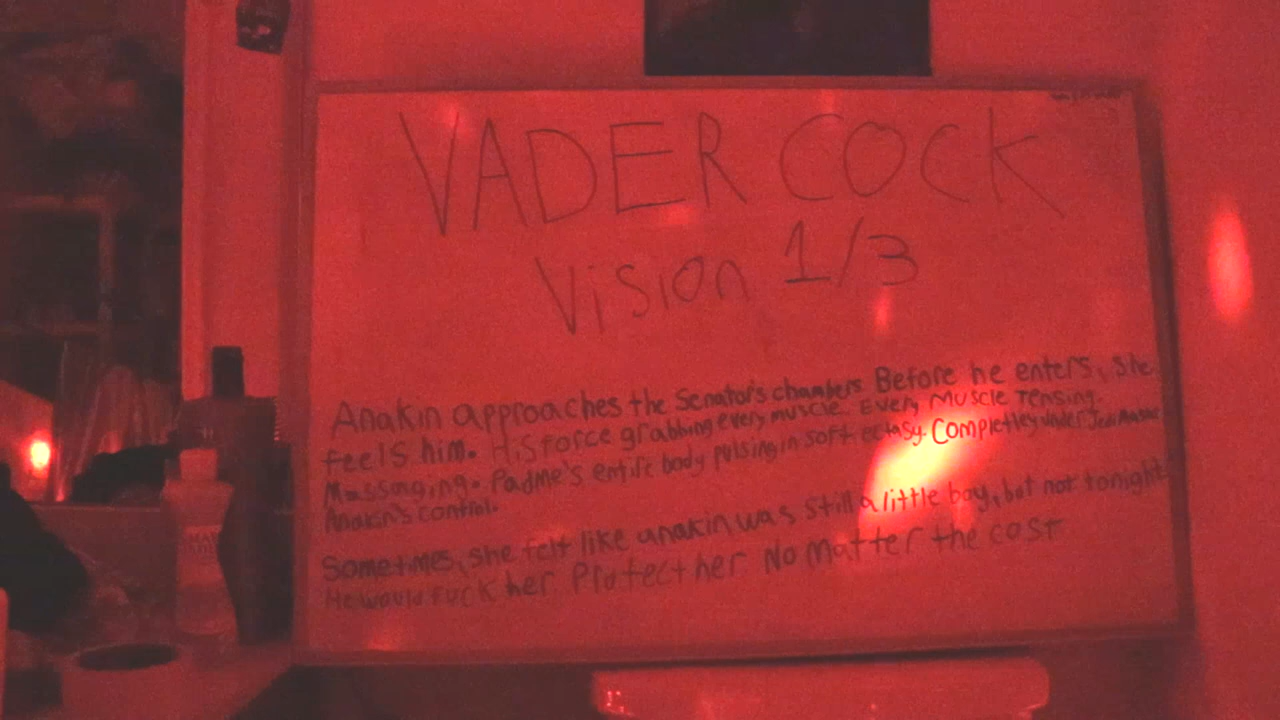 VADER COCK
Vision 1/3
Anakin approaches the Senator's chambers. Before he enters, she
feels him. His force grabbing every muscle. Every Muscle Tensing.
Massaging. Padme's entire body pulsing in soft ectasy. Completley under Jedi Master
Anakin's control.
Sometimes, she felt like anakin was still a little boy, but not tonight
He would fuck her Protect her No Matter the cost